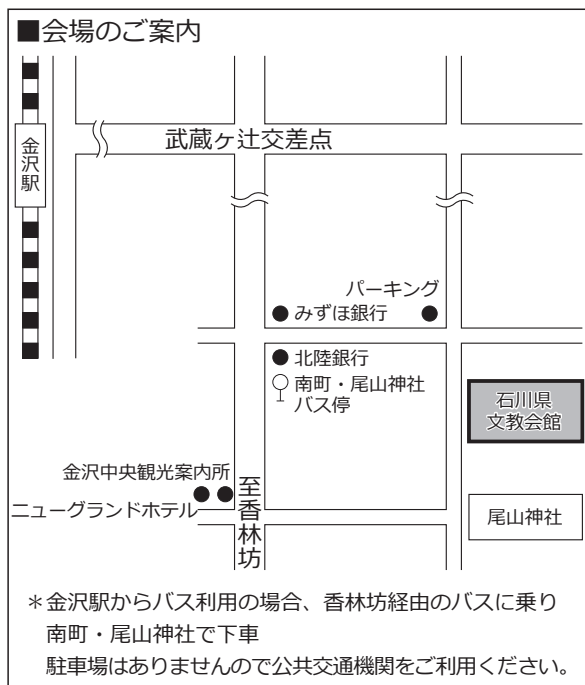 ■会場のご案内
金沢駅
武蔵ヶ辻交差点
パーキング
みずほ銀行
北陸銀行
南町・尾山神社
バス停
石川県
文教会館
金沢中央観光案内所
ニューグランドホテル
至香林坊
尾山神社
＊金沢駅からバス利用の場合、香林坊経由のバスに乗り
南町・尾山神社で下車
駐車場はありませんので公共交通機関をご利用ください。